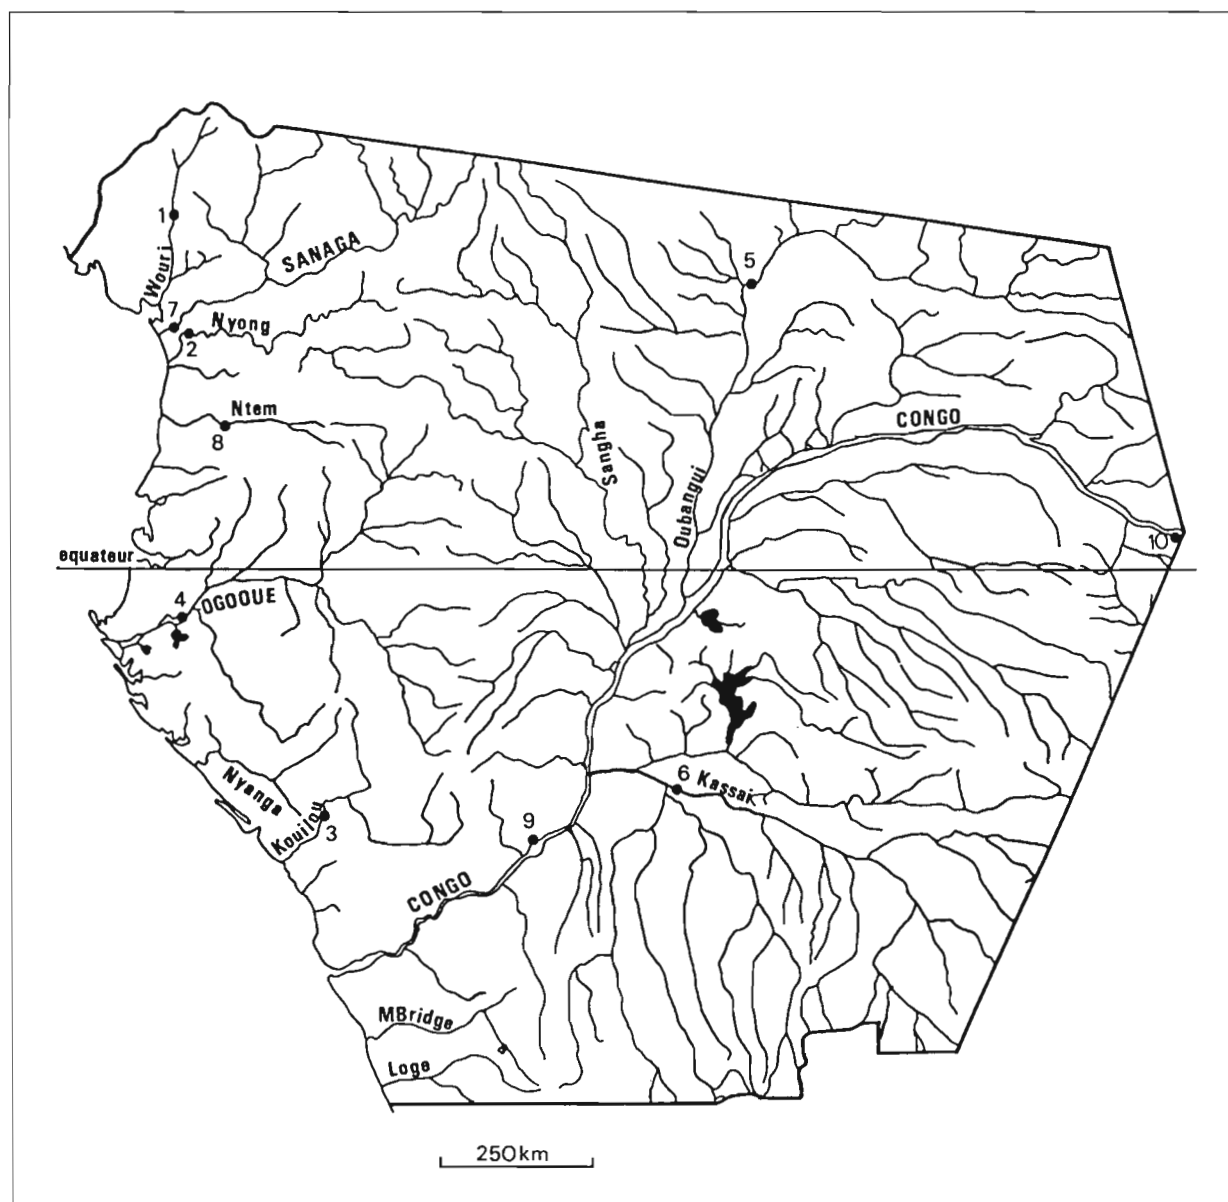 1
Wouri
SANAGA
5
7
2
Nyong
Ntem
8
CONGO
Sangha
Oubangui
10
equateur
4
OGOOUE
Nyanga
Kouilou
3
6
Kassai
9
CONGO
MBridge
Loge
250km